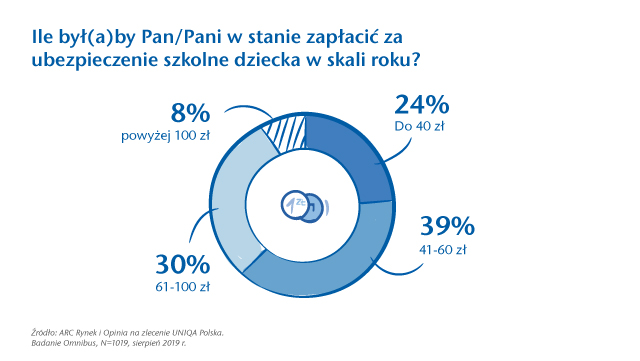 Ile był(a)by Pan/Pani w stanie zapłacić za
ubezpieczenie szkolne dziecka w skali roku?
8%
powyżej 100 zł
24%
Do 40 zł
39%
41-60 zł
30%
61-100 zł
1 ZŁ
Źródło: ARC Rynek i Opinia na zlecenie UNIQA Polska.
Badanie Omnibus, N=1019, sierpień 2019 r.